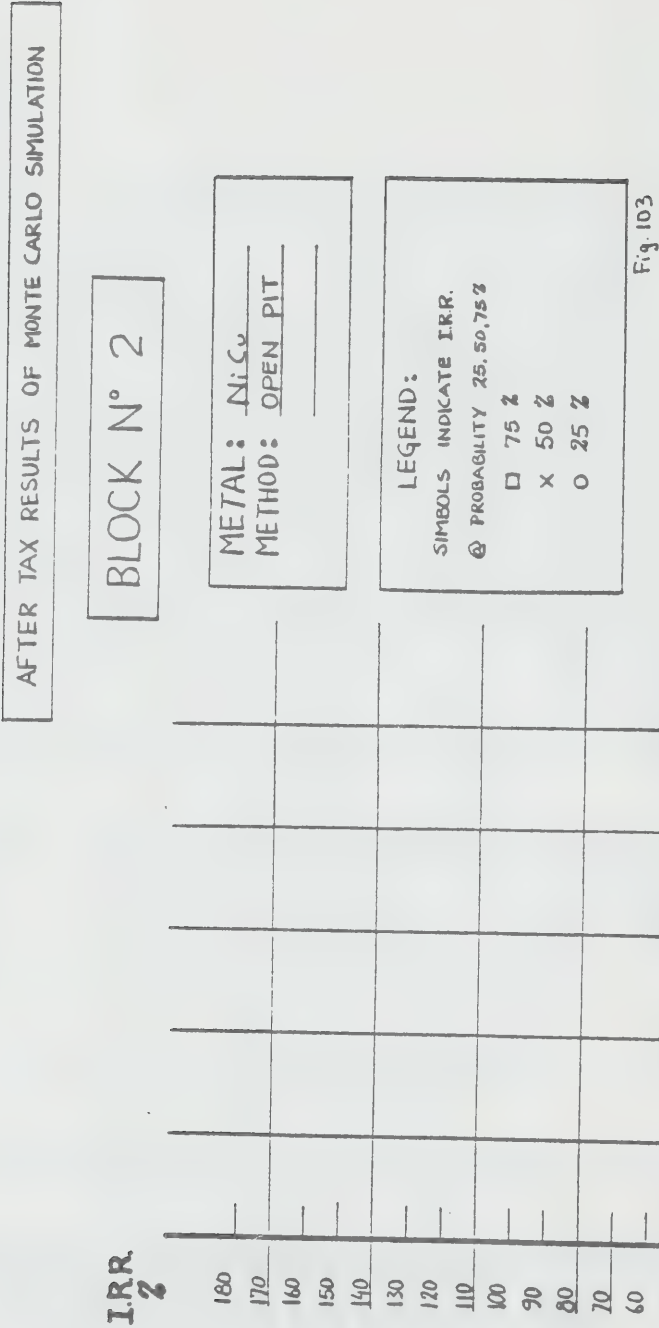 AFTER TAX RESULTS OF MONTE CARLO SIMULATION
BLOCK N° 2
METAL: NiCu
METHOD: OPEN PIT
LEGEND:
SIMBOLS INDICATE I.R.R.
@ PROBABILITY 25,50,75%
□ 75 %
X 50 %
O 25 %
Fig. 103
I.R.R.
%
180
170
160
150
140
130
120
110
100
90
80
70
60